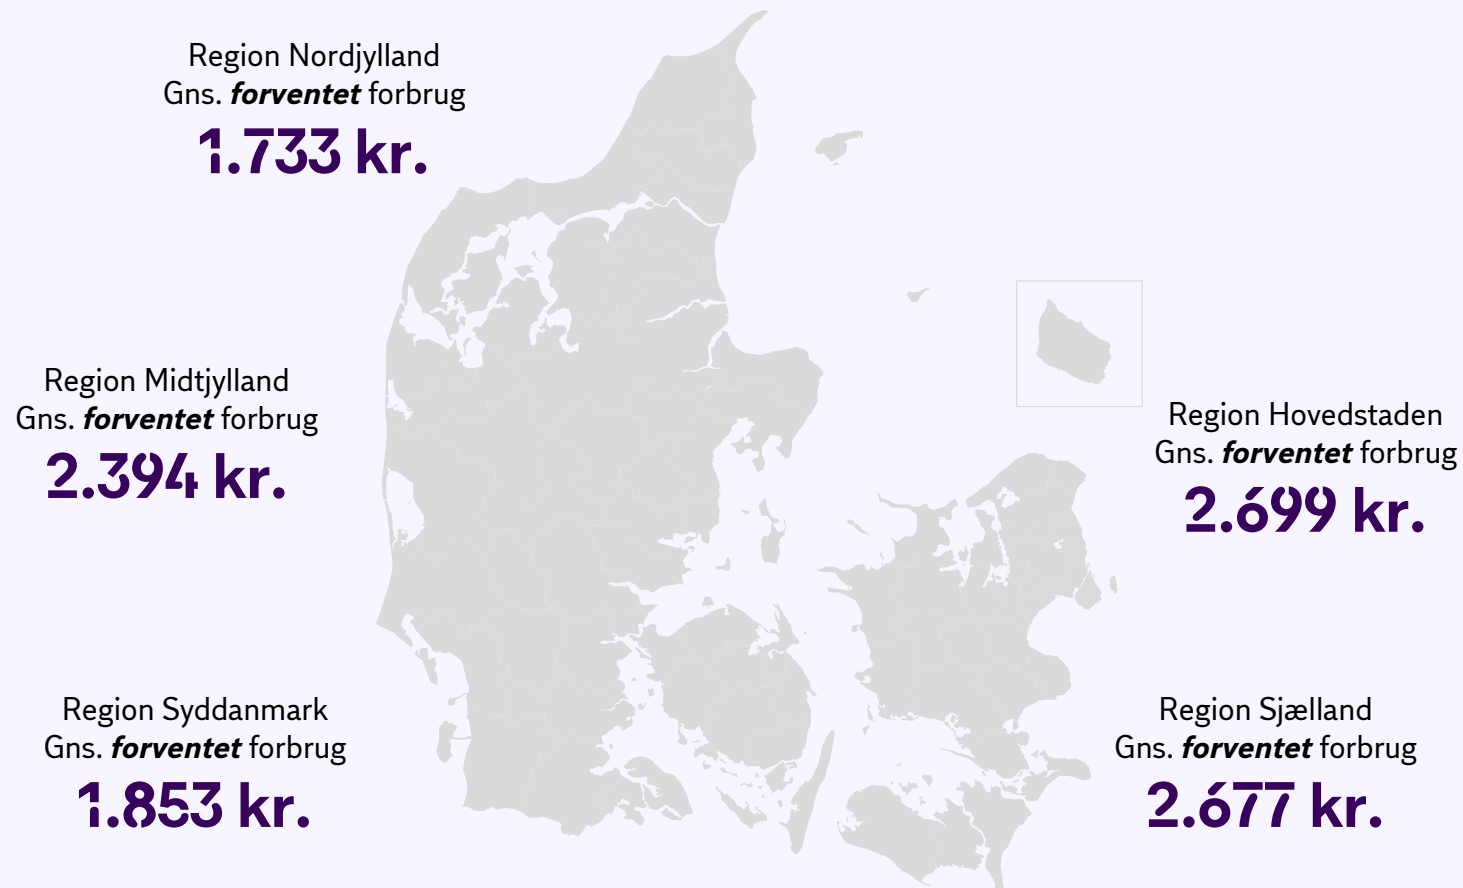 Region Nordjylland
Gns. forventet forbrug
1.733 kr.
Region Midtjylland
Gns. forventet forbrug
2.394 kr.
Region Hovedstaden
Gns. forventet forbrug
2.699 kr.
Region Syddanmark
Gns. forventet forbrug
1.853 kr.
Region Sjælland
Gns. forventet forbrug
2.677 kr.